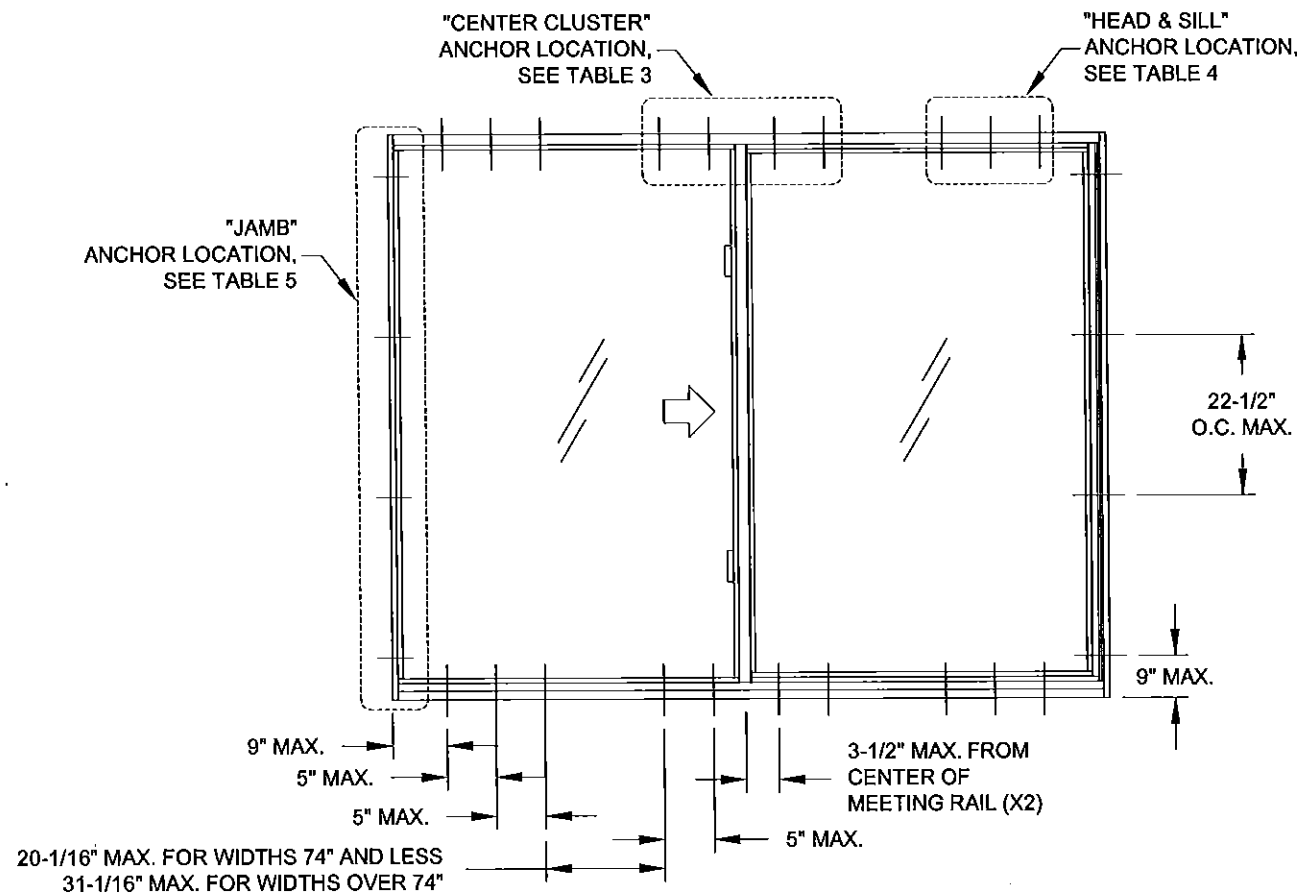 "CENTER CLUSTER"
ANCHOR LOCATION,
SEE TABLE 3
"HEAD & SILL"
ANCHOR LOCATION,
SEE TABLE 4
"JAMB"
ANCHOR LOCATION,
SEE TABLE 5
22-1/2"
O.C. MAX.
9" MAX.
9" MAX.
5" MAX.
5" MAX.
20-1/16" MAX. FOR WIDTHS 74" AND LESS
31-1/16" MAX. FOR WIDTHS OVER 74"
3-1/2" MAX. FROM
CENTER OF
MEETING RAIL (X2)
5" MAX.